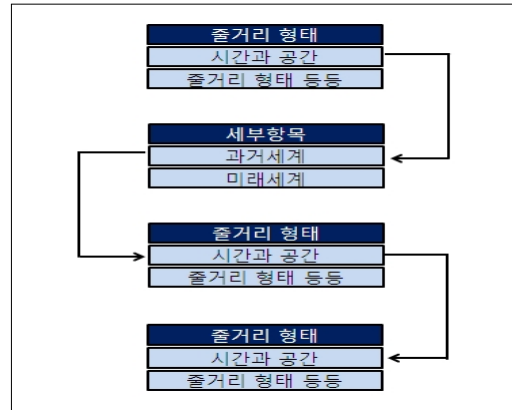 줄거리 형태
시간과 공간
줄거리 형태 등등
세부항목
과거세계
미래세계
줄거리 형태
시간과 공간
줄거리 형태 등등
줄거리 형태
시간과 공간
줄거리 형태 등등